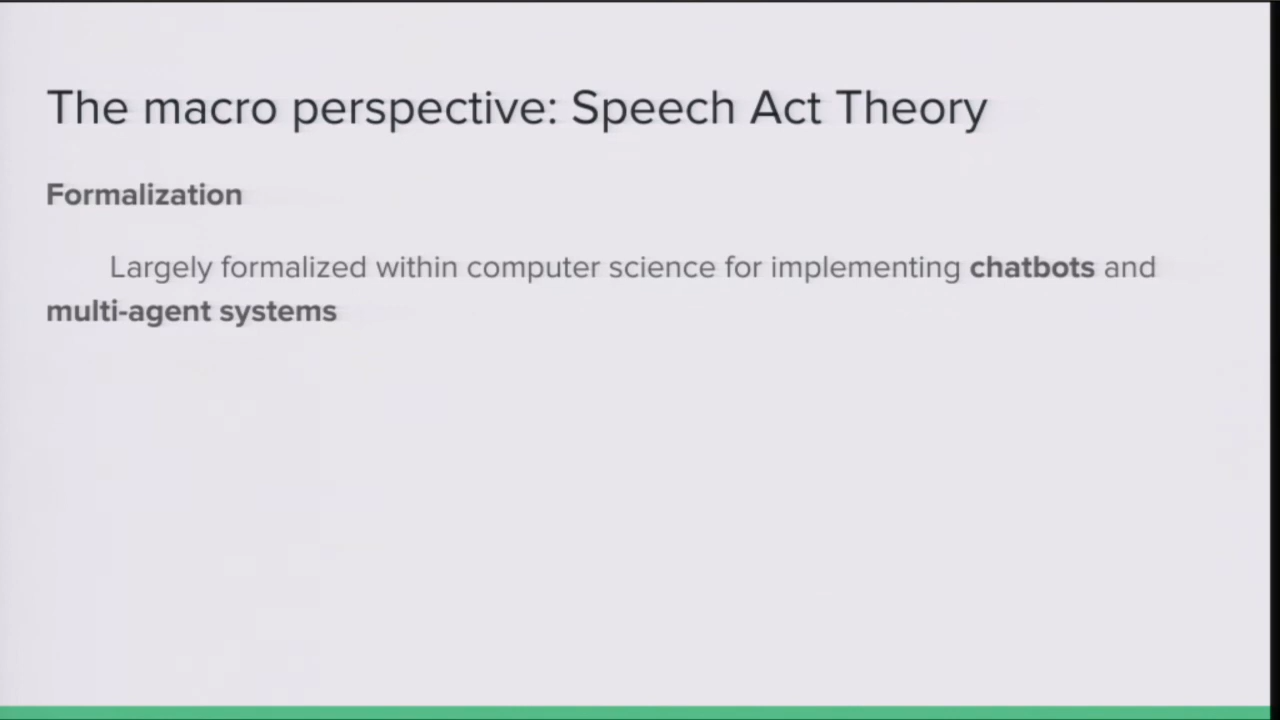 The macro perspective: Speech Act Theory
Formalization
Largely formalized within computer science for implementing chatbots and
multi-agent systems